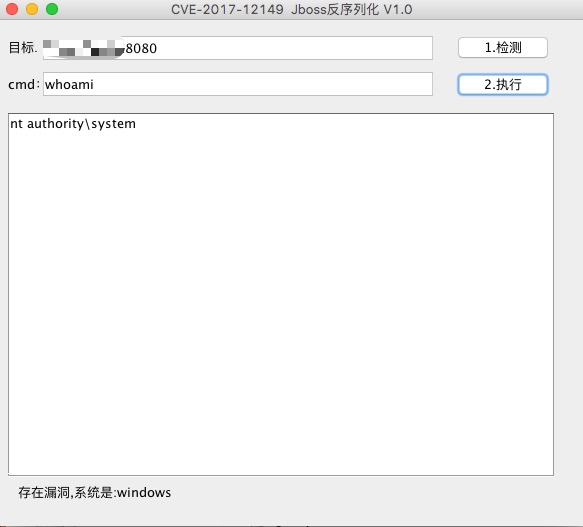 CVE-2017-12149 Jboss反序列化 V1.0
目标. :8080 1.检测
cmd: whoami 2.执行
nt authority\system
存在漏洞,系统是:windows